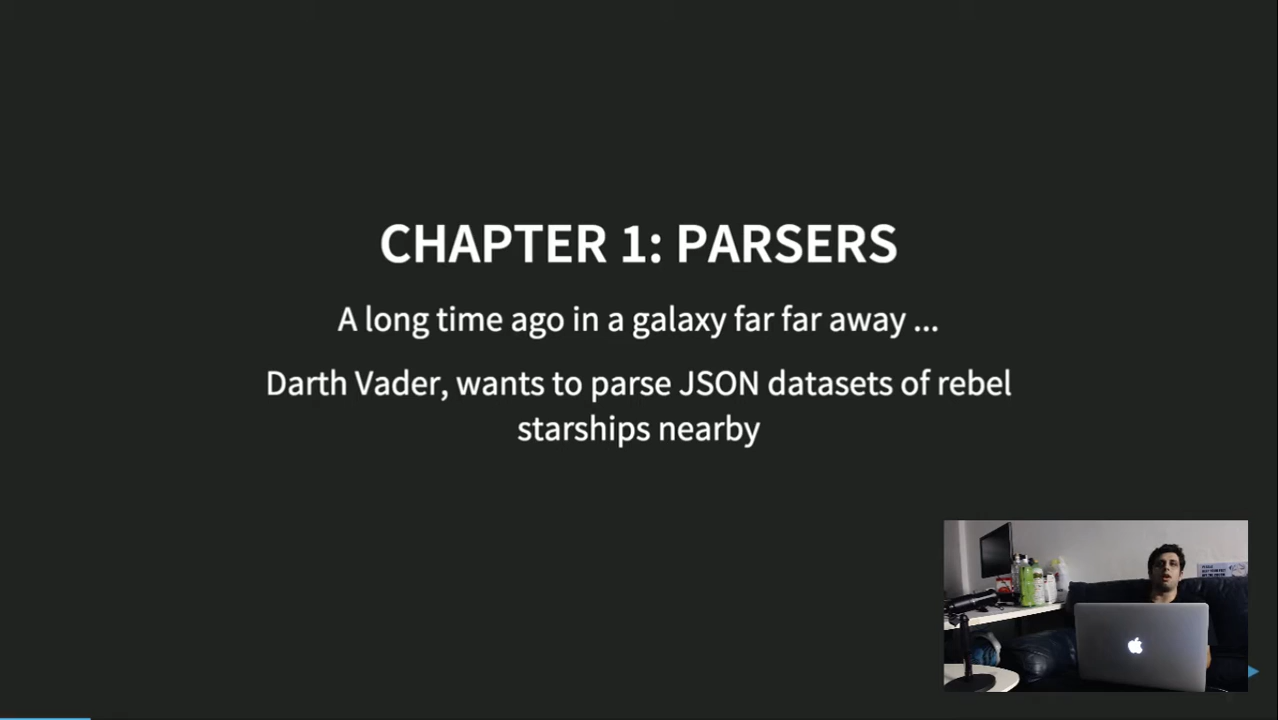 CHAPTER 1: PARSERS
A long time ago in a galaxy far far away ...
Darth Vader, wants to parse JSON datasets of rebel
starships nearby